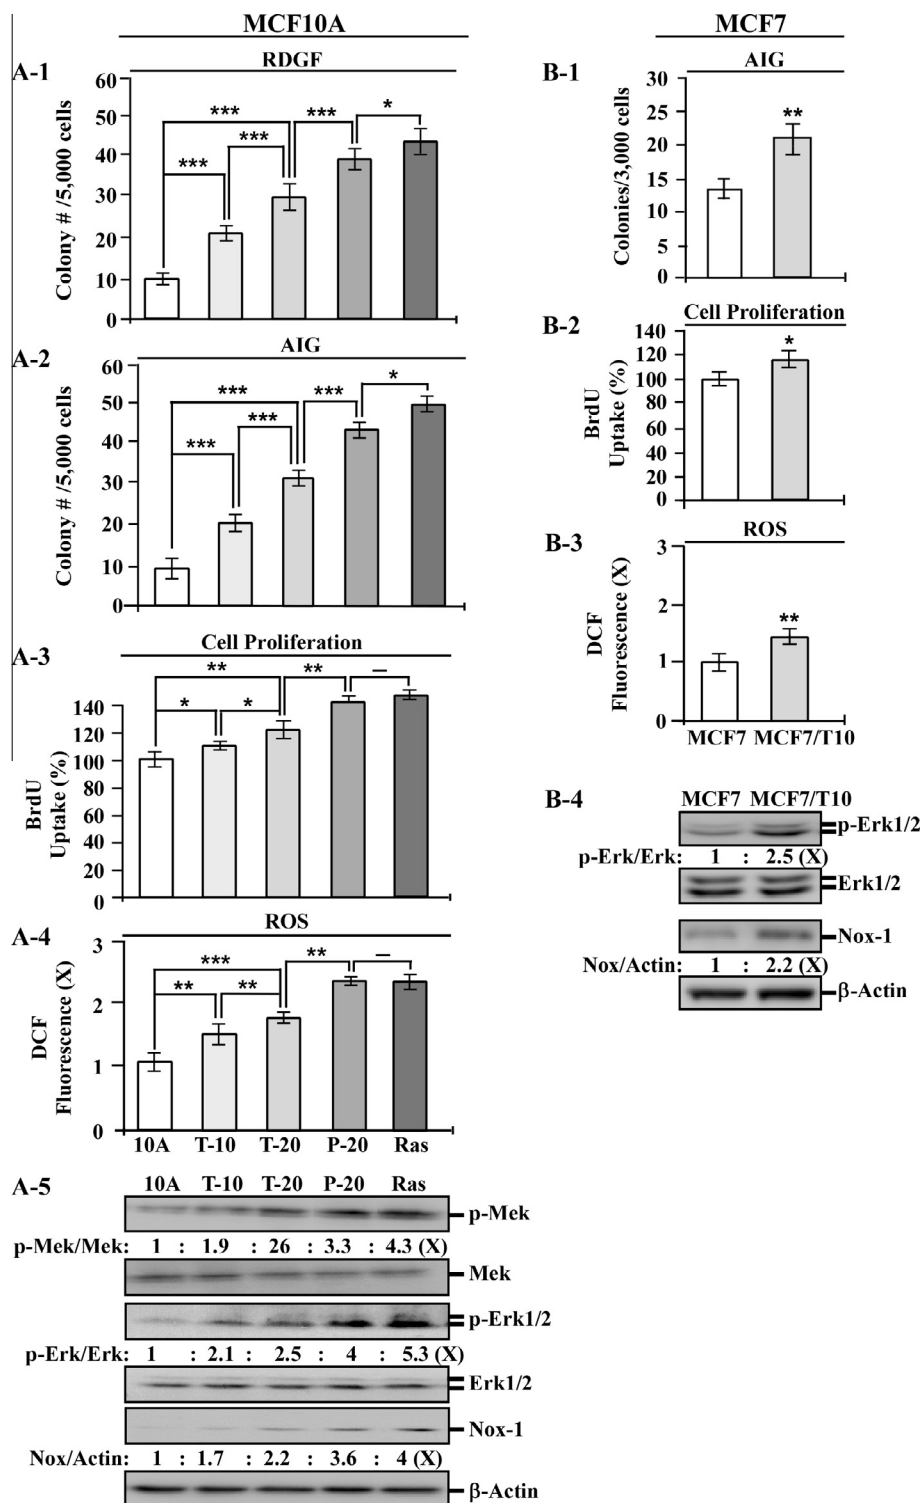 MCF10A
A-1
RDGF
Colony # /5,000 cells
60
50
40
30
20
10
0
***
***
***
***
*
A-2
AIG
Colony # /5,000 cells
60
50
40
30
20
10
0
***
***
***
***
*
A-3
Cell Proliferation
BrdU
Uptake (%)
140
120
100
80
60
40
20
0
**
*
*
**
–
A-4
ROS
DCF
Fluorescence (X)
3
2
1
0
***
**
**
**
–
10A T-10 T-20 P-20 Ras
A-5
10A T-10 T-20 P-20 Ras
p-Mek
p-Mek/Mek: 1 : 1.9 : 26 : 3.3 : 4.3 (X)
Mek
p-Erk1/2
p-Erk/Erk: 1 : 2.1 : 2.5 : 4 : 5.3 (X)
Erk1/2
Nox-1
Nox/Actin: 1 : 1.7 : 2.2 : 3.6 : 4 (X)
β-Actin
MCF7
B-1
AIG
Colonies/3,000 cells
30
25
20
15
10
5
0
**
B-2
Cell Proliferation
BrdU
Uptake (%)
140
120
100
80
60
40
20
0
*
B-3
ROS
DCF
Fluorescence (X)
3
2
1
0
**
MCF7 MCF7/T10
B-4
MCF7 MCF7/T10
p-Erk1/2
p-Erk/Erk: 1 : 2.5 (X)
Erk1/2
Nox-1
Nox/Actin: 1 : 2.2 (X)
β-Actin